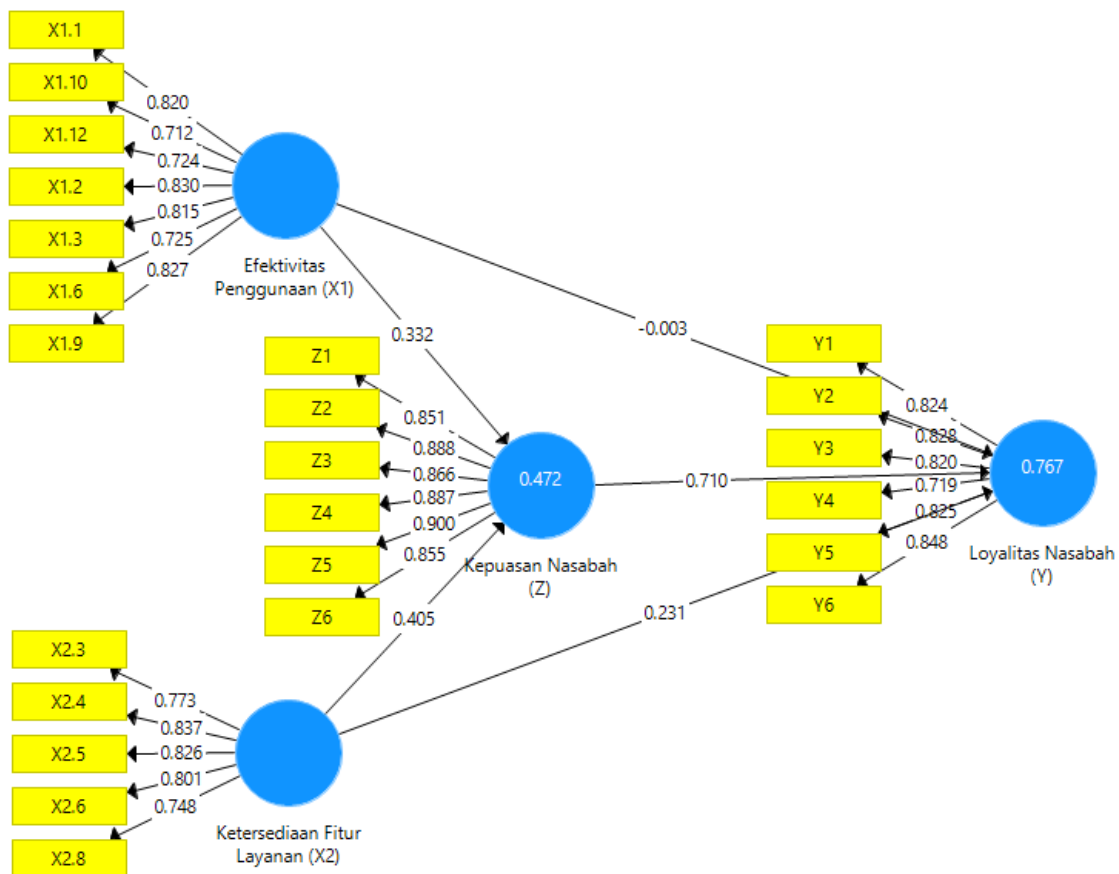 X1.1
X1.10
X1.12
X1.2
X1.3
X1.6
X1.9
0.820
0.712
0.724
0.830
0.815
0.725
0.827
Efektivitas
Penggunaan (X1)
0.332
-0.003
Z1
Z2
Z3
Z4
Z5
Z6
0.851
0.888
0.866
0.887
0.900
0.855
0.472
Kepuasan Nasabah
(Z)
0.710
0.405
0.231
Y1
Y2
Y3
Y4
Y5
Y6
0.824
0.828
0.820
0.719
0.825
0.848
0.767
Loyalitas Nasabah
(Y)
X2.3
X2.4
X2.5
X2.6
X2.8
0.773
0.837
0.826
0.801
0.748
Ketersediaan Fitur
Layanan (X2)